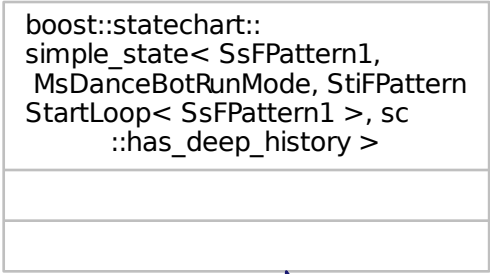 boost::statechart::
simple_state< SsFPattern1,
MsDanceBotRunMode, StiFPattern
StartLoop< SsFPattern1 >, sc
::has_deep_history >